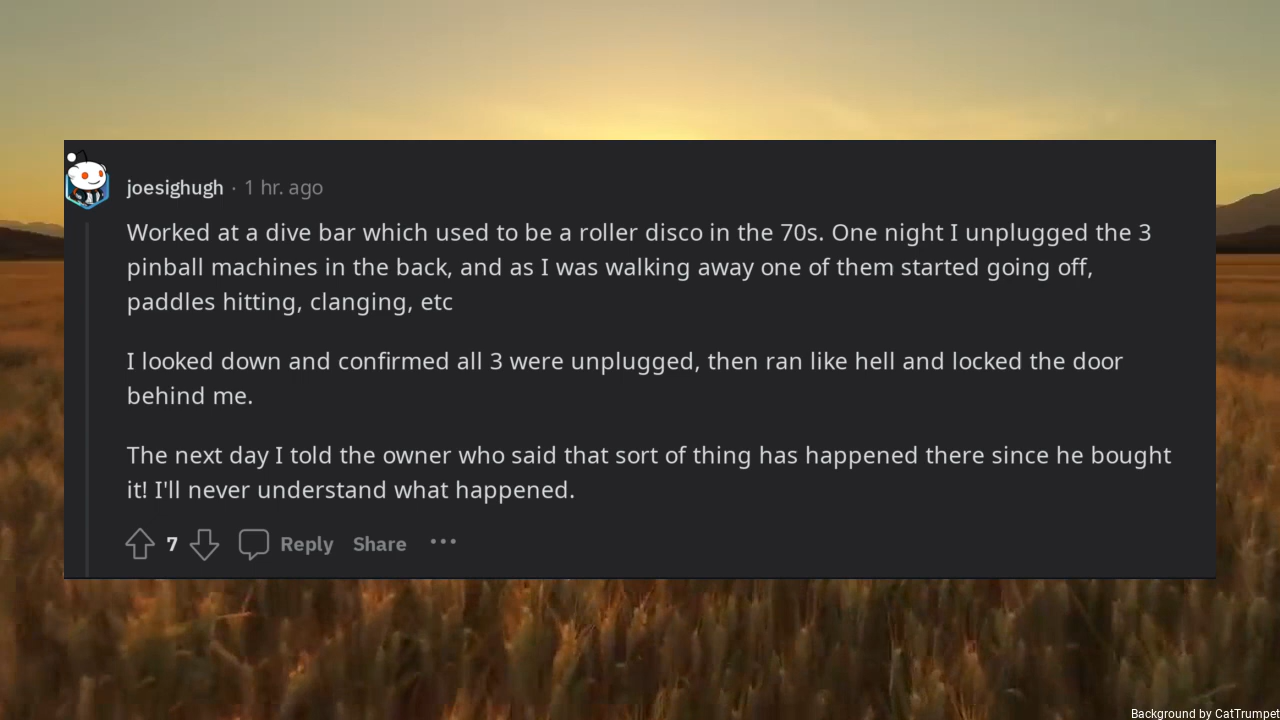 joesighugh · 1 hr. ago
Worked at a dive bar which used to be a roller disco in the 70s. One night I unplugged the 3
pinball machines in the back, and as I was walking away one of them started going off,
paddles hitting, clanging, etc
I looked down and confirmed all 3 were unplugged, then ran like hell and locked the door
behind me.
The next day I told the owner who said that sort of thing has happened there since he bought
it! I'll never understand what happened.
7 Reply Share •••
Background by CatTrumpet